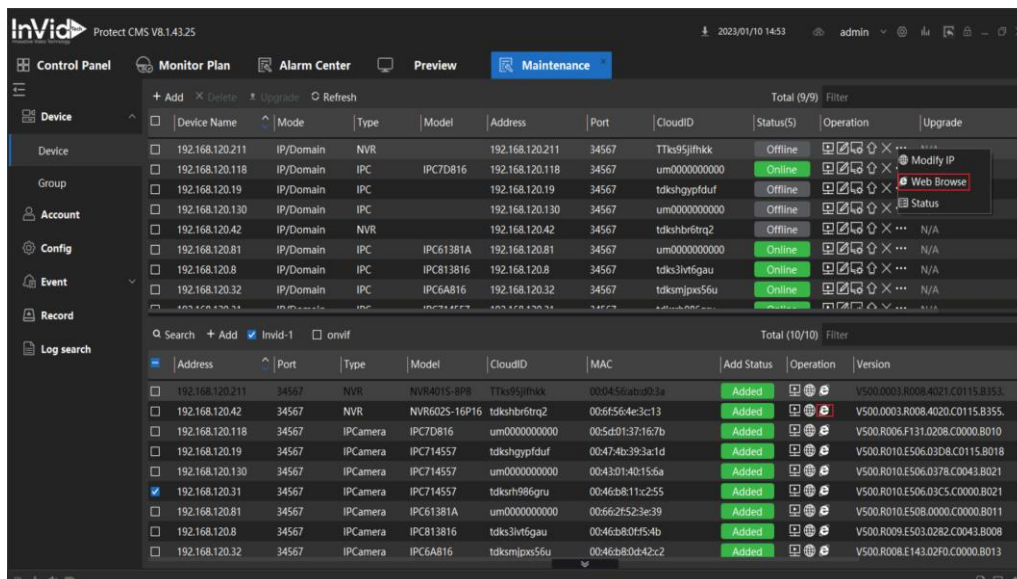 InVid Tech Protect CMS V8.1.43.25 2023/01/10 14:53 admin
Control Panel Monitor Plan Alarm Center Preview Maintenance
+ Add Delete Upgrade Refresh Total (9/9) Filter
Device
Device
Group
Account
Config
Event
Record
Log search
Device Name Mode Type Model Address Port CloudID Status(5) Operation Upgrade
192.168.120.211 IP/Domain NVR 192.168.120.211 34567 TTks95jifhkk Offline
192.168.120.118 IP/Domain IPC IPC7D816 192.168.120.118 34567 um0000000000 Online
192.168.120.19 IP/Domain IPC 192.168.120.19 34567 tdkshgypfduf Offline
192.168.120.130 IP/Domain IPC 192.168.120.130 34567 um0000000000 Offline
192.168.120.42 IP/Domain NVR 192.168.120.42 34567 tdkshbr6trq2 Offline N/A
192.168.120.81 IP/Domain IPC IPC61381A 192.168.120.81 34567 um0000000000 Online N/A
192.168.120.8 IP/Domain IPC IPC813816 192.168.120.8 34567 tdks3ivt6gau Online N/A
192.168.120.32 IP/Domain IPC IPC6A816 192.168.120.32 34567 tdksmjpxs56u Online N/A
Modify IP
Web Browse
Status
Search + Add Invid-1 onvif Total (10/10) Filter
Address Port Type Model CloudID MAC Add Status Operation Version
192.168.120.211 34567 NVR NVR401S-8P8 TTks95jifhkk 00:04:56:ab:d0:3a Added V500.0003.R008.4021.C0115.B353.
192.168.120.42 34567 NVR NVR602S-16P16 tdkshbr6trq2 00:6f:56:4e:3c:13 Added V500.0003.R008.4020.C0115.B355.
192.168.120.118 34567 IPCamera IPC7D816 um0000000000 00:5d:01:37:16:7b Added V500.R006.F131.0208.C0000.B010
192.168.120.19 34567 IPCamera IPC714557 tdkshgypfduf 00:47:4b:39:3a:1d Added V500.R010.E506.03D8.C0115.B018
192.168.120.130 34567 IPCamera IPC714557 um0000000000 00:43:01:40:15:6a Added V500.R010.E506.0378.C0043.B021
192.168.120.31 34567 IPCamera IPC714557 tdksrh986gru 00:46:b8:11:c2:55 Added V500.R010.E506.03C5.C0000.B021
192.168.120.81 34567 IPCamera IPC61381A um0000000000 00:66:2f:52:3e:39 Added V500.R010.E508.0000.C0000.B011
192.168.120.8 34567 IPCamera IPC813816 tdks3ivt6gau 00:46:b8:0f:f5:4b Added V500.R009.E503.0282.C0043.B008
192.168.120.32 34567 IPCamera IPC6A816 tdksmjpxs56u 00:46:b8:0d:42:c2 Added V500.R008.E143.02F0.C0000.B013